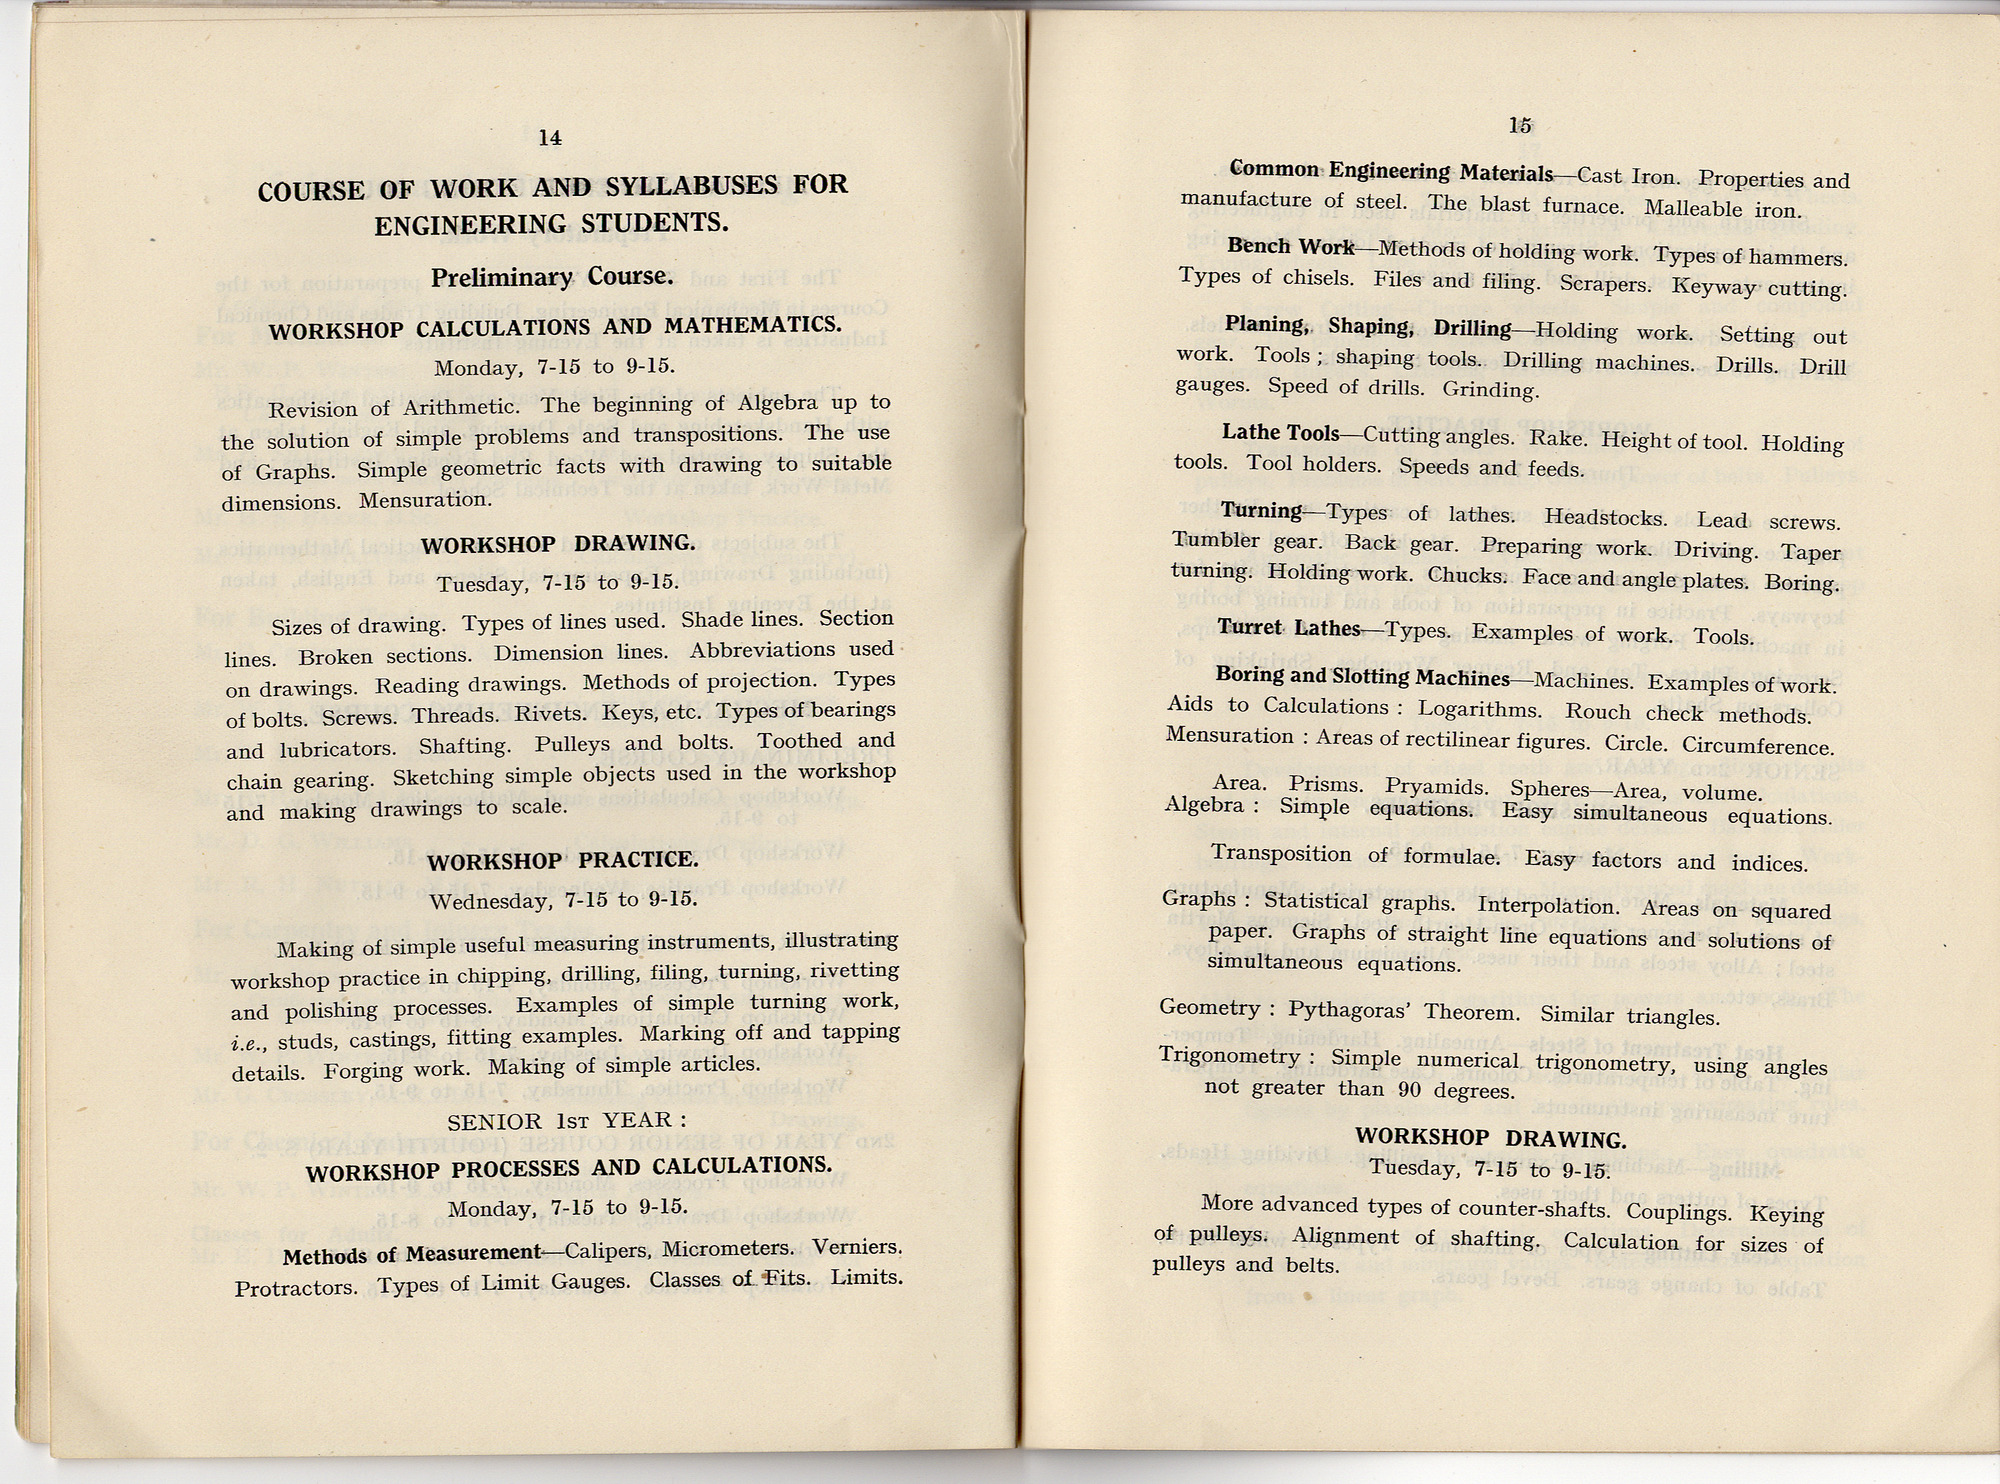 14
COURSE OF WORK AND SYLLABUSES FOR
ENGINEERING STUDENTS.
Preliminary Course.
WORKSHOP CALCULATIONS AND MATHEMATICS.
Monday, 7-15 to 9-15.
Revision of Arithmetic. The beginning of Algebra up to
the solution of simple problems and transpositions. The use
of Graphs. Simple geometric facts with drawing to suitable
dimensions. Mensuration.
WORKSHOP DRAWING.
Tuesday, 7-15 to 9-15.
Sizes of drawing. Types of lines used. Shade lines. Section
lines. Broken sections. Dimension lines. Abbreviations used
on drawings. Reading drawings. Methods of projection. Types
of bolts. Screws. Threads. Rivets. Keys, etc. Types of bearings
and lubricators. Shafting. Pulleys and bolts. Toothed and
chain gearing. Sketching simple objects used in the workshop
and making drawings to scale.
WORKSHOP PRACTICE.
Wednesday, 7-15 to 9-15.
Making of simple useful measuring instruments, illustrating
workshop practice in chipping, drilling, filing, turning, rivetting
and polishing processes. Examples of simple turning work,
i.e., studs, castings, fitting examples. Marking off and tapping
details. Forging work. Making of simple articles.
SENIOR 1ST YEAR :
WORKSHOP PROCESSES AND CALCULATIONS.
Monday, 7-15 to 9-15.
Methods of Measurement—Calipers, Micrometers. Verniers.
Protractors. Types of Limit Gauges. Classes of Fits. Limits.
15
Common Engineering Materials—Cast Iron. Properties and
manufacture of steel. The blast furnace. Malleable iron.
Bench Work—Methods of holding work. Types of hammers.
Types of chisels. Files and filing. Scrapers. Keyway cutting.
Planing, Shaping, Drilling—Holding work. Setting out
work. Tools ; shaping tools. Drilling machines. Drills. Drill
gauges. Speed of drills. Grinding.
Lathe Tools—Cutting angles. Rake. Height of tool. Holding
tools. Tool holders. Speeds and feeds.
Turning—Types of lathes. Headstocks. Lead screws.
Tumbler gear. Back gear. Preparing work. Driving. Taper
turning. Holding work. Chucks. Face and angle plates. Boring.
Turret Lathes—Types. Examples of work. Tools.
Boring and Slotting Machines—Machines. Examples of work.
Aids to Calculations : Logarithms. Rouch check methods.
Mensuration : Areas of rectilinear figures. Circle. Circumference.
Area. Prisms. Pryamids. Spheres—Area, volume.
Algebra : Simple equations. Easy simultaneous equations.
Transposition of formulae. Easy factors and indices.
Graphs : Statistical graphs. Interpolation. Areas on squared
paper. Graphs of straight line equations and solutions of
simultaneous equations.
Geometry : Pythagoras' Theorem. Similar triangles.
Trigonometry : Simple numerical trigonometry, using angles
not greater than 90 degrees.
WORKSHOP DRAWING.
Tuesday, 7-15 to 9-15.
More advanced types of counter-shafts. Couplings. Keying
of pulleys. Alignment of shafting. Calculation for sizes of
pulleys and belts.